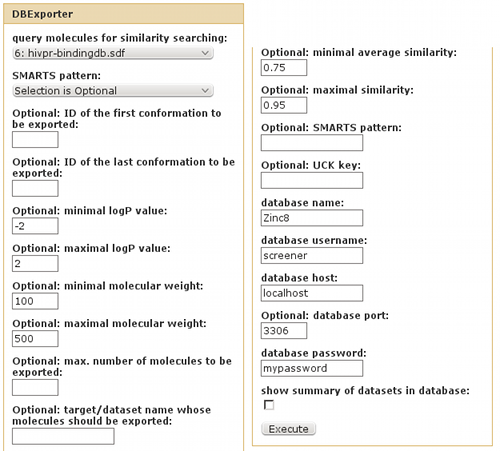 DBExporter
query molecules for similarity searching:
6: hivpr-bindingdb.sdf
SMARTS pattern:
Selection is Optional
Optional: ID of the first conformation to
be exported:
Optional: ID of the last conformation to be
exported:
Optional: minimal logP value:
-2
Optional: maximal logP value:
2
Optional: minimal molecular weight:
100
Optional: maximal molecular weight:
500
Optional: max. number of molecules to be
exported:
Optional: target/dataset name whose
molecules should be exported:
Optional: minimal average similarity:
0.75
Optional: maximal similarity:
0.95
Optional: SMARTS pattern:
Optional: UCK key:
database name:
Zinc8
database username:
screener
database host:
localhost
Optional: database port:
3306
database password:
mypassword
show summary of datasets in database:
Execute